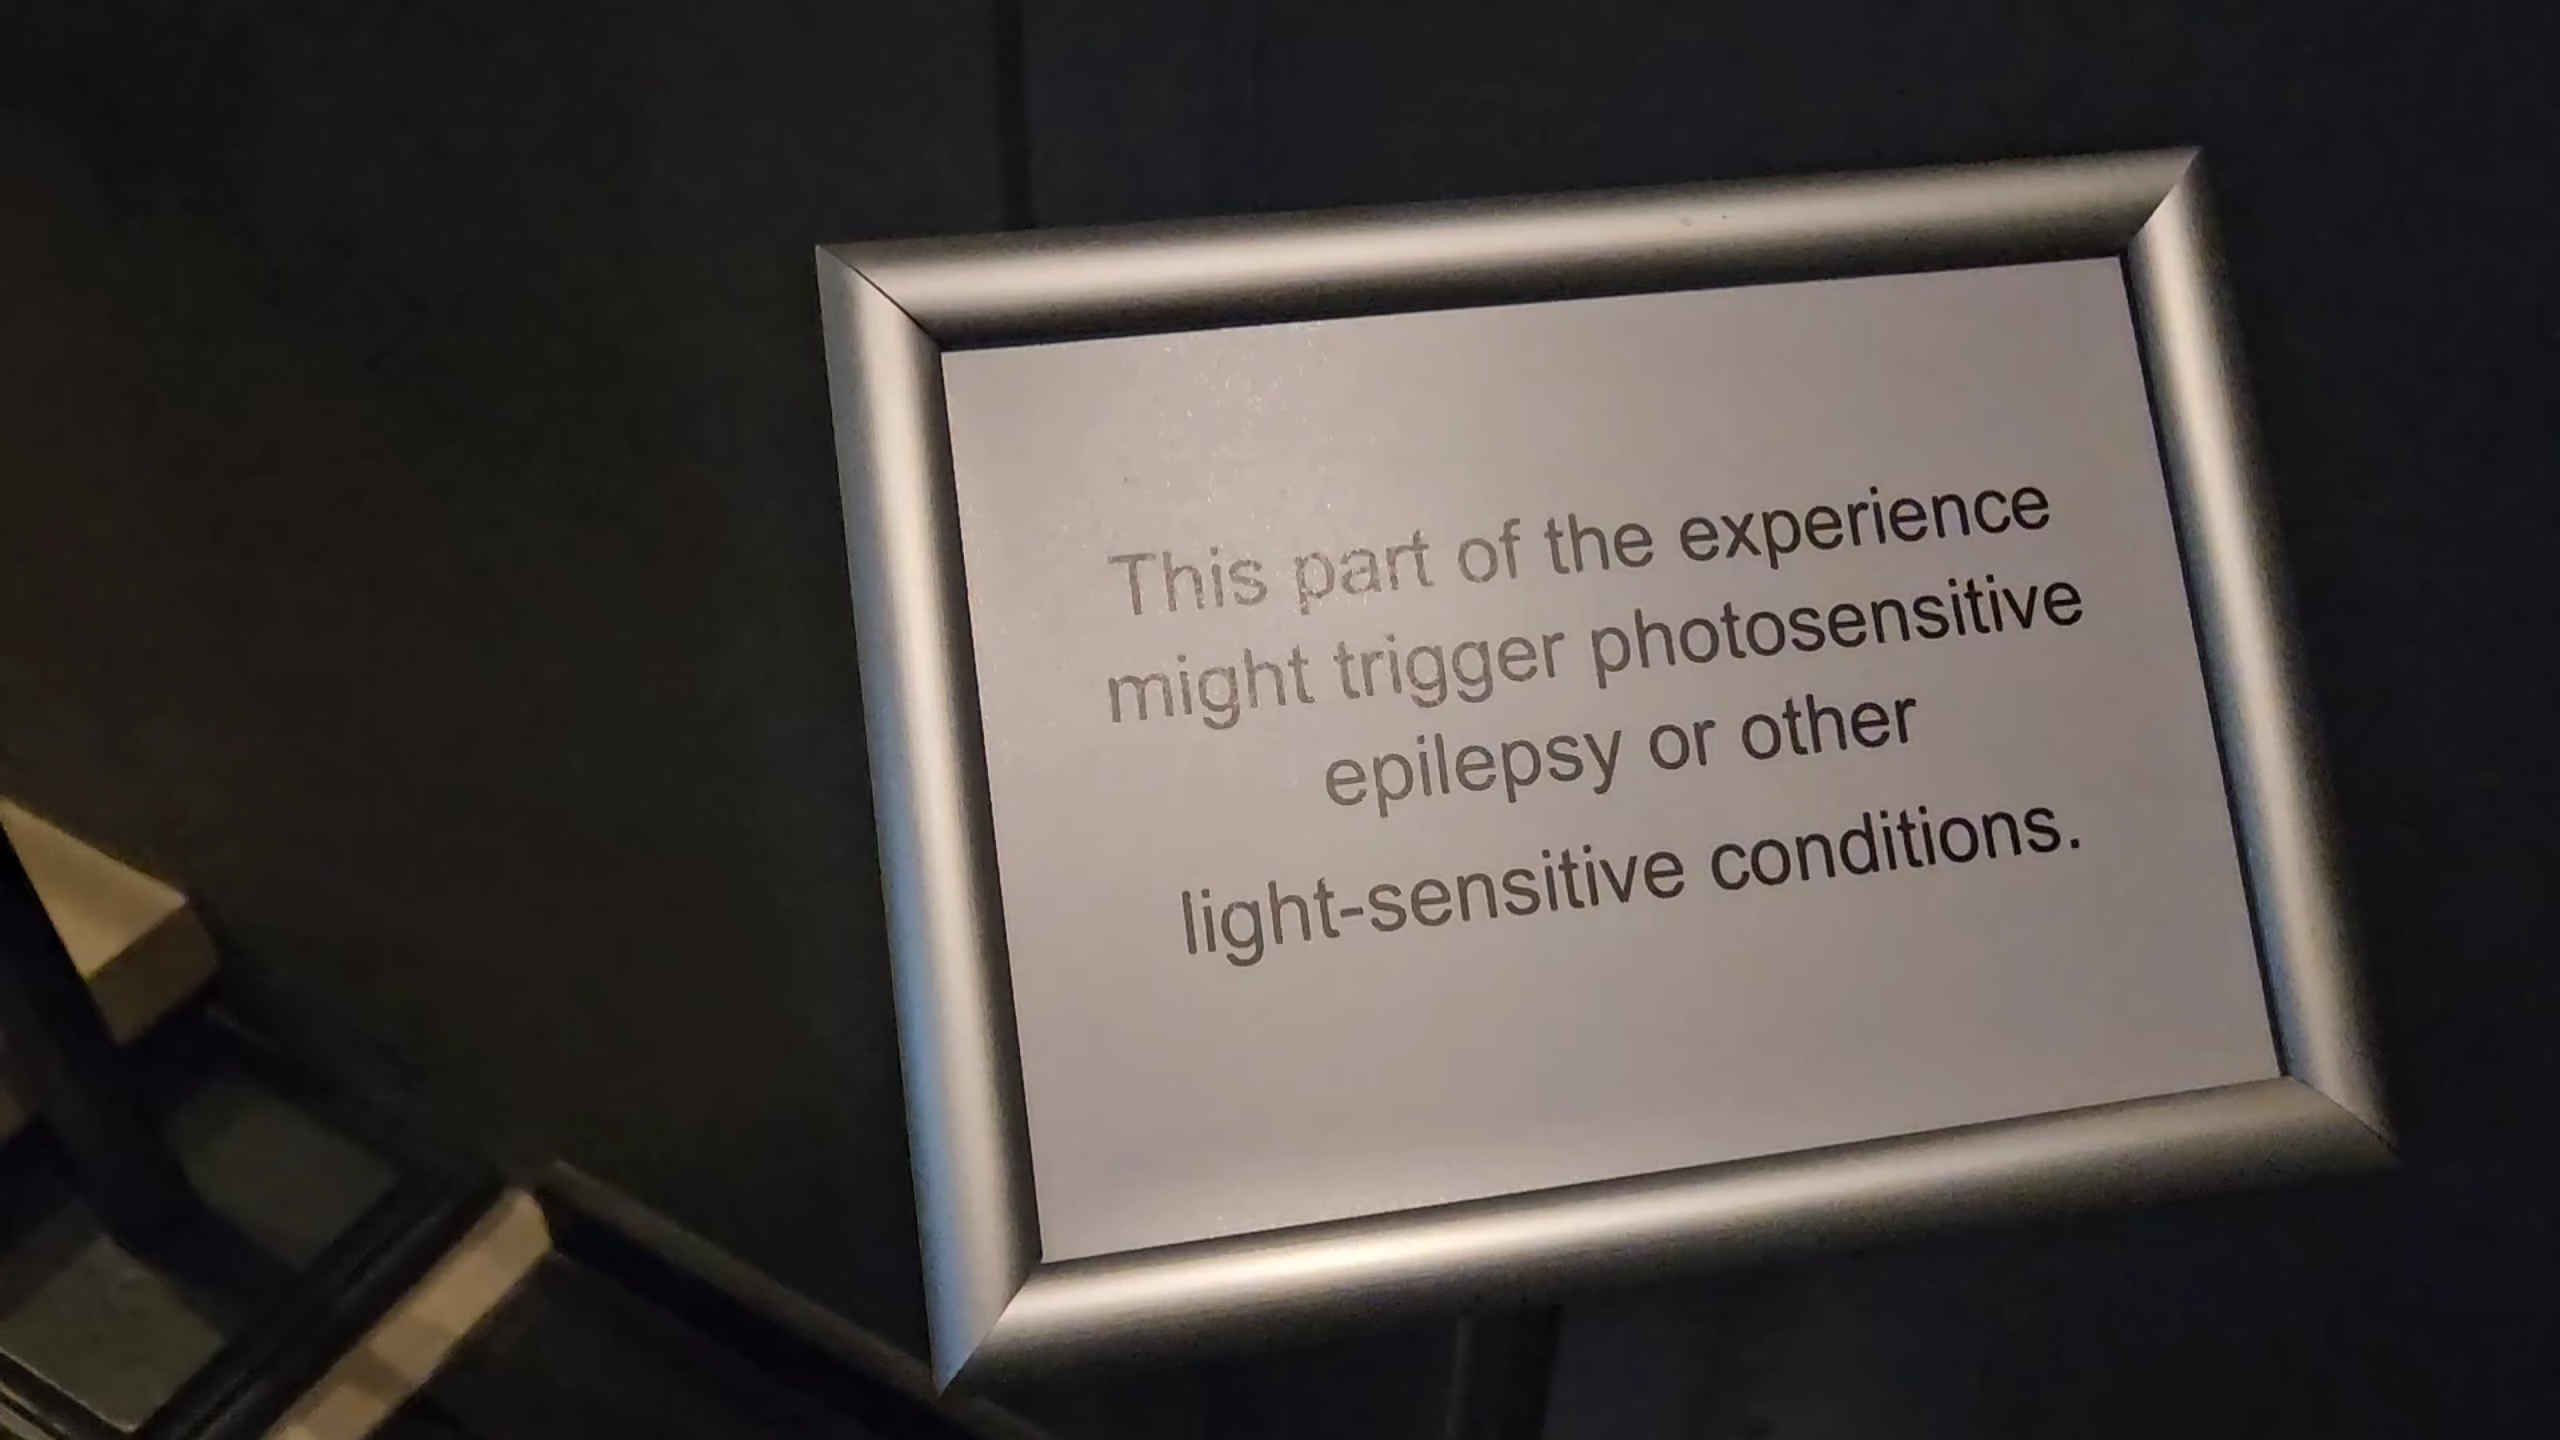 This part of the experience
might trigger photosensitive
epilepsy or other
light-sensitive conditions.